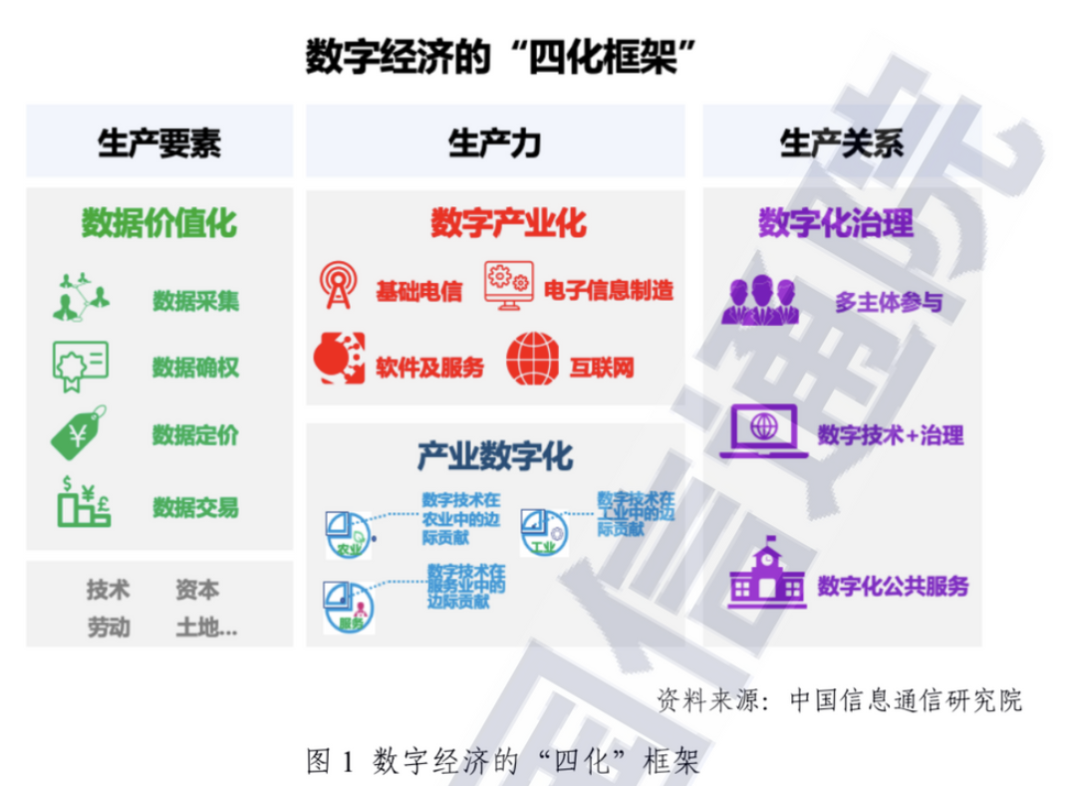 数字经济的“四化框架”
生产要素
生产力
生产关系
数据价值化
数据采集
数据确权
数据定价
数据交易
技术 资本
劳动 土地...
数字产业化
基础电信 电子信息制造
软件及服务 互联网
产业数字化
数字技术在
农业中的边
际贡献
农业
数字技术在
工业中的边
际贡献
工业
数字技术在
服务业中的
边际贡献
服务
数字化治理
多主体参与
数字技术+治理
数字化公共服务
资料来源：中国信息通信研究院
图 1 数字经济的“四化”框架
国信通院